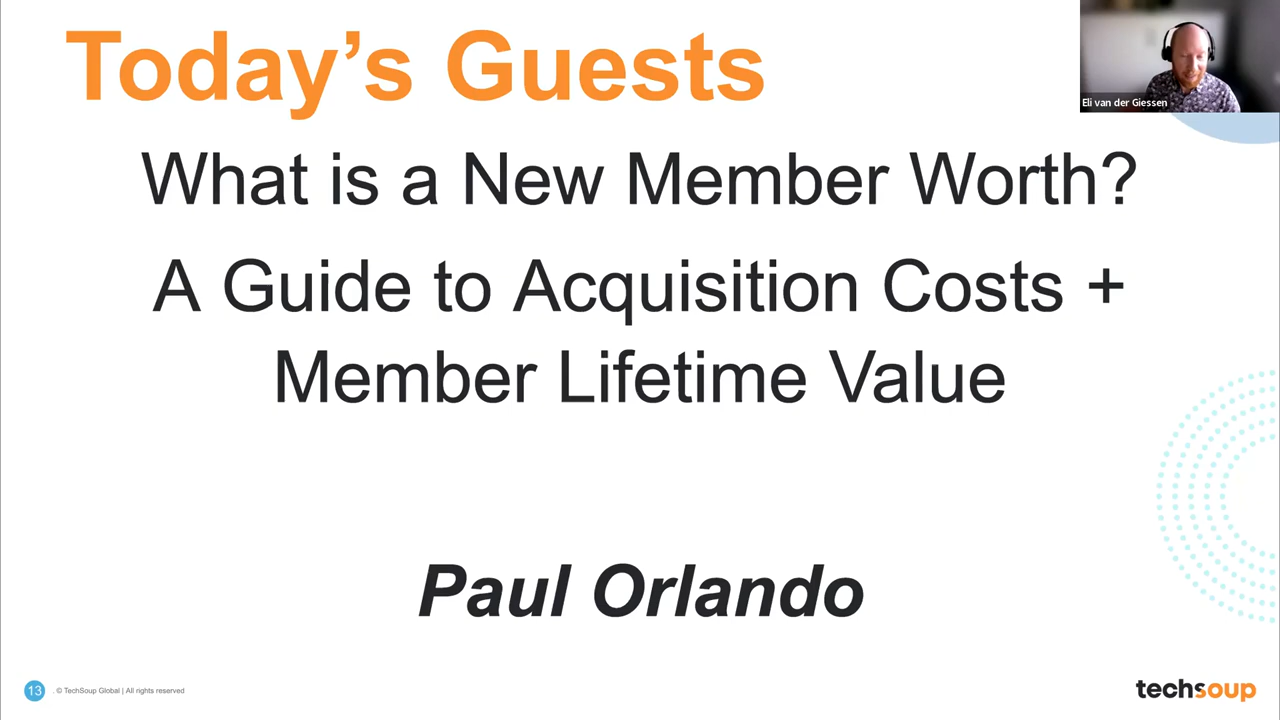 Today's Guests
Eli van der Giessen
What is a New Member Worth?
A Guide to Acquisition Costs +
Member Lifetime Value
Paul Orlando
13 . © TechSoup Global | All rights reserved
techsoup